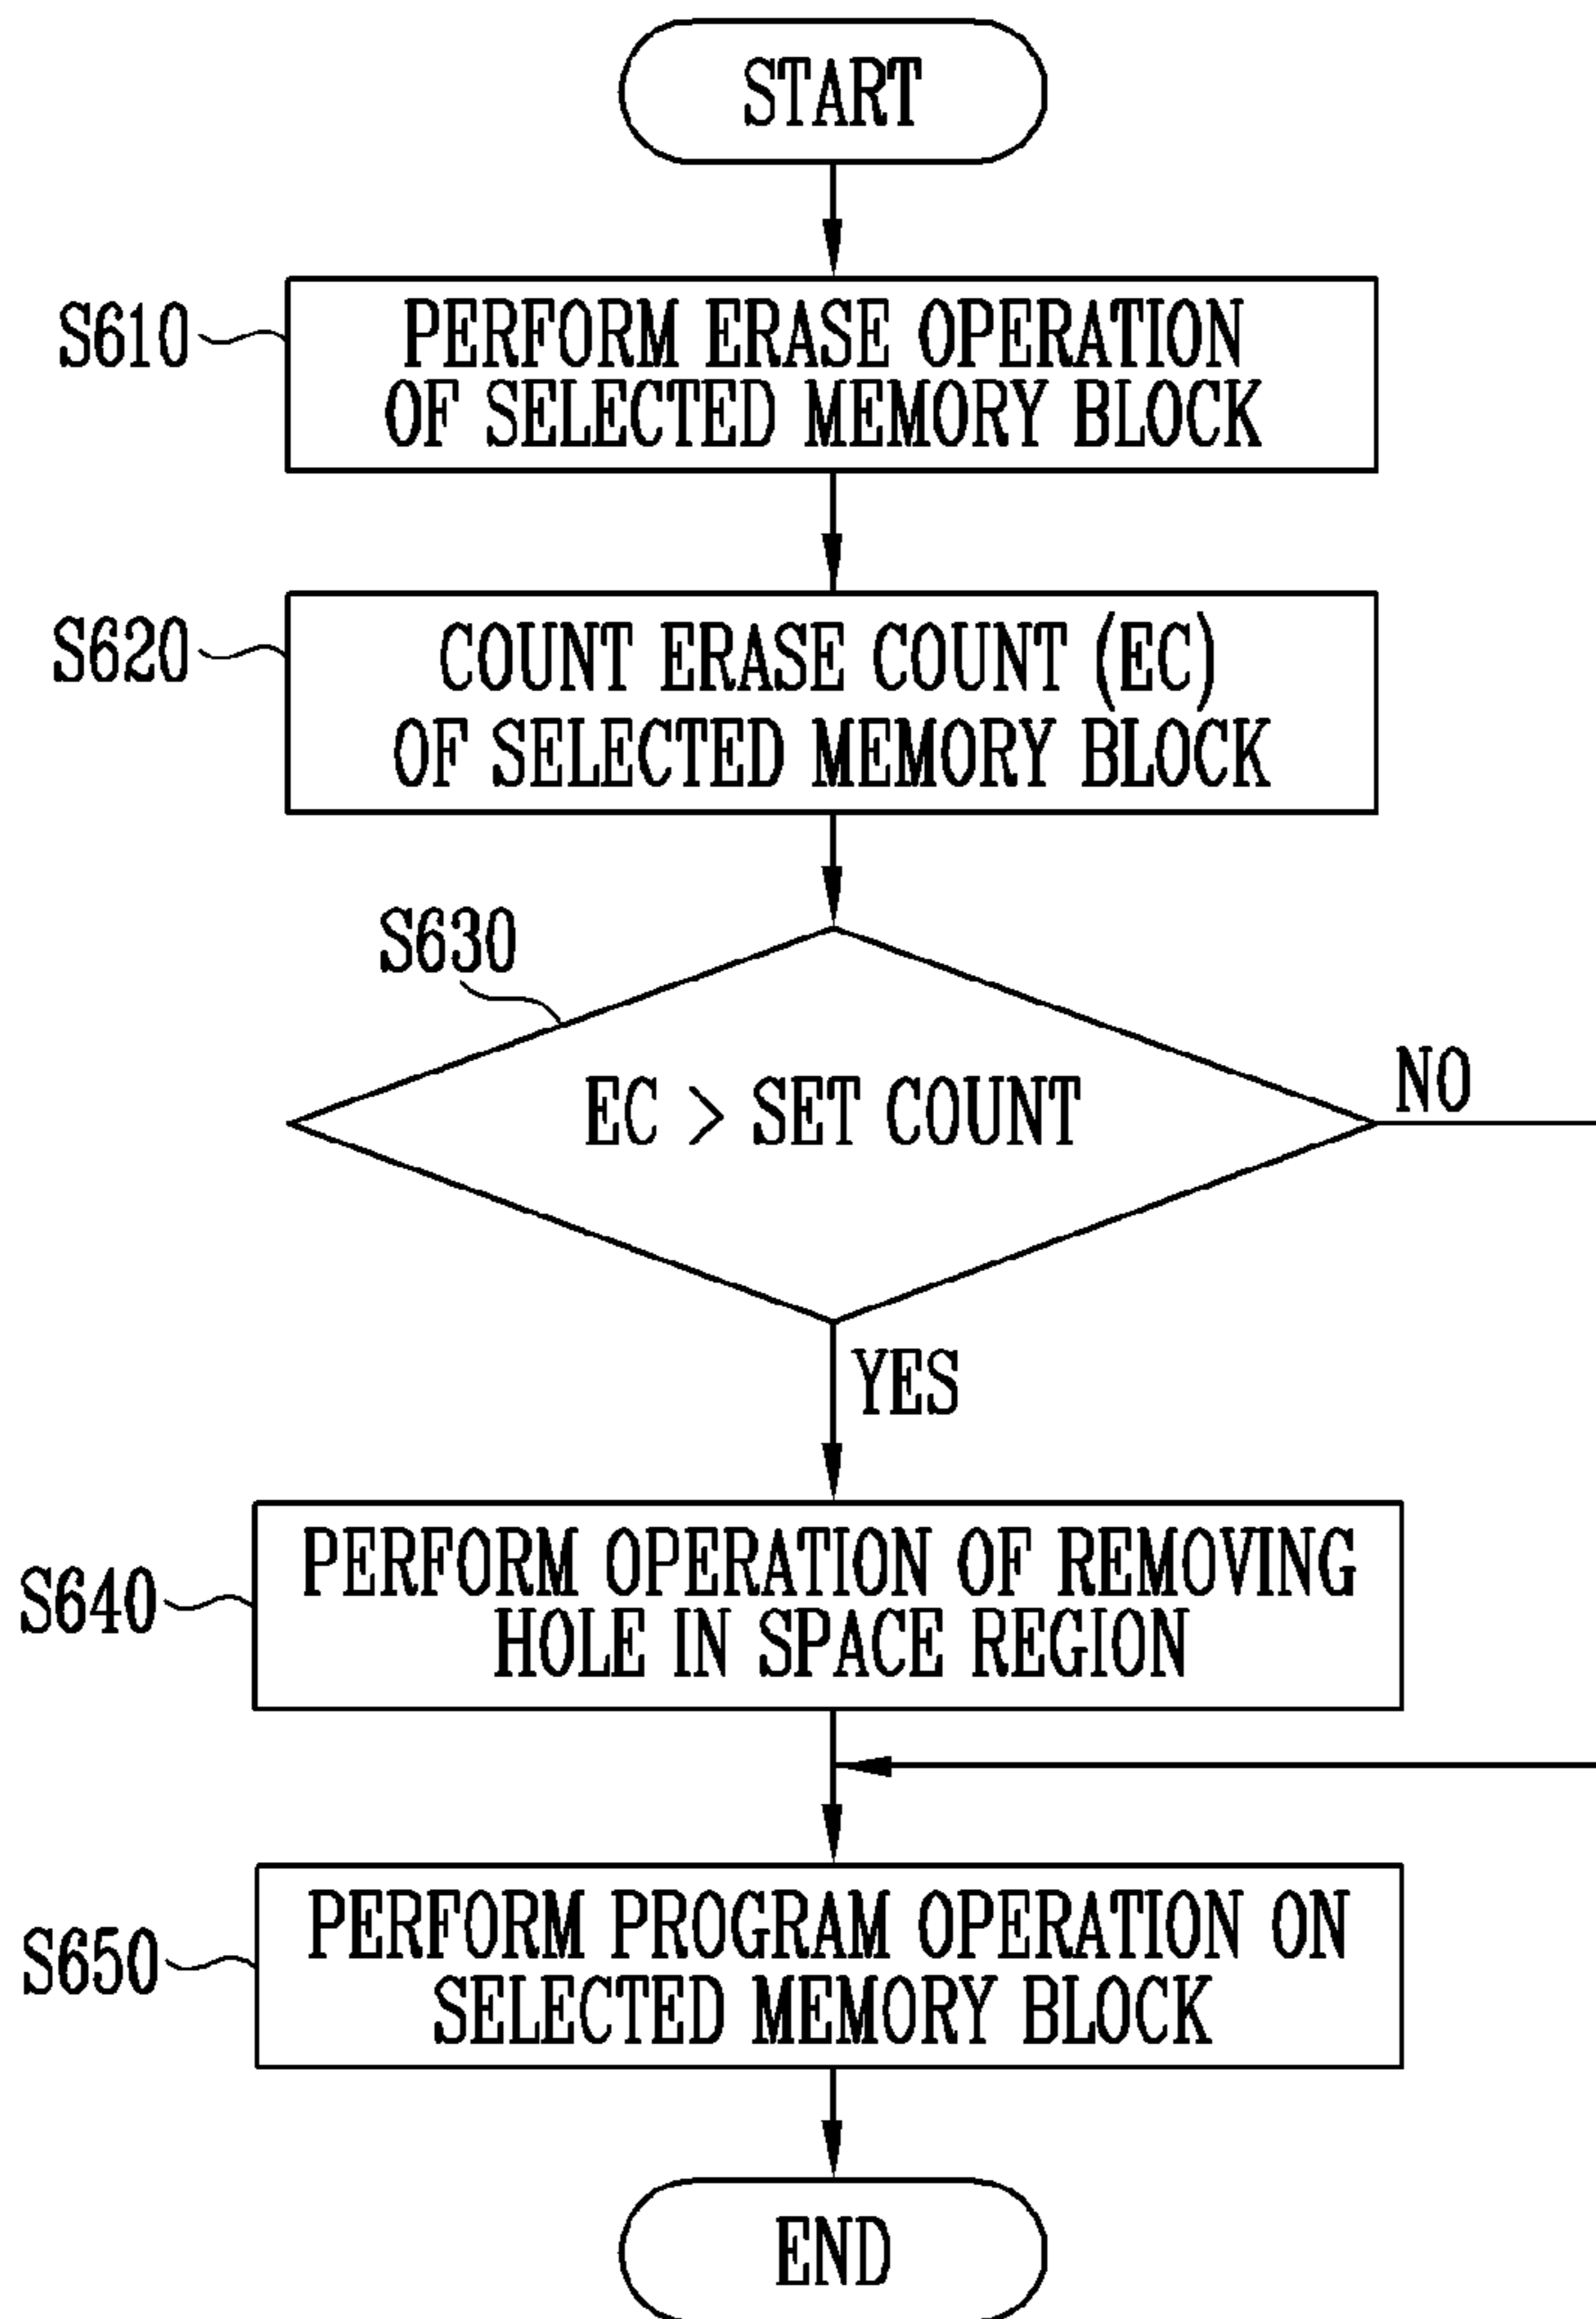 START
S610
PERFORM ERASE OPERATION
OF SELECTED MEMORY BLOCK
S620
COUNT ERASE COUNT (EC)
OF SELECTED MEMORY BLOCK
S630
EC > SET COUNT
NO
YES
S640
PERFORM OPERATION OF REMOVING
HOLE IN SPACE REGION
S650
PERFORM PROGRAM OPERATION ON
SELECTED MEMORY BLOCK
END